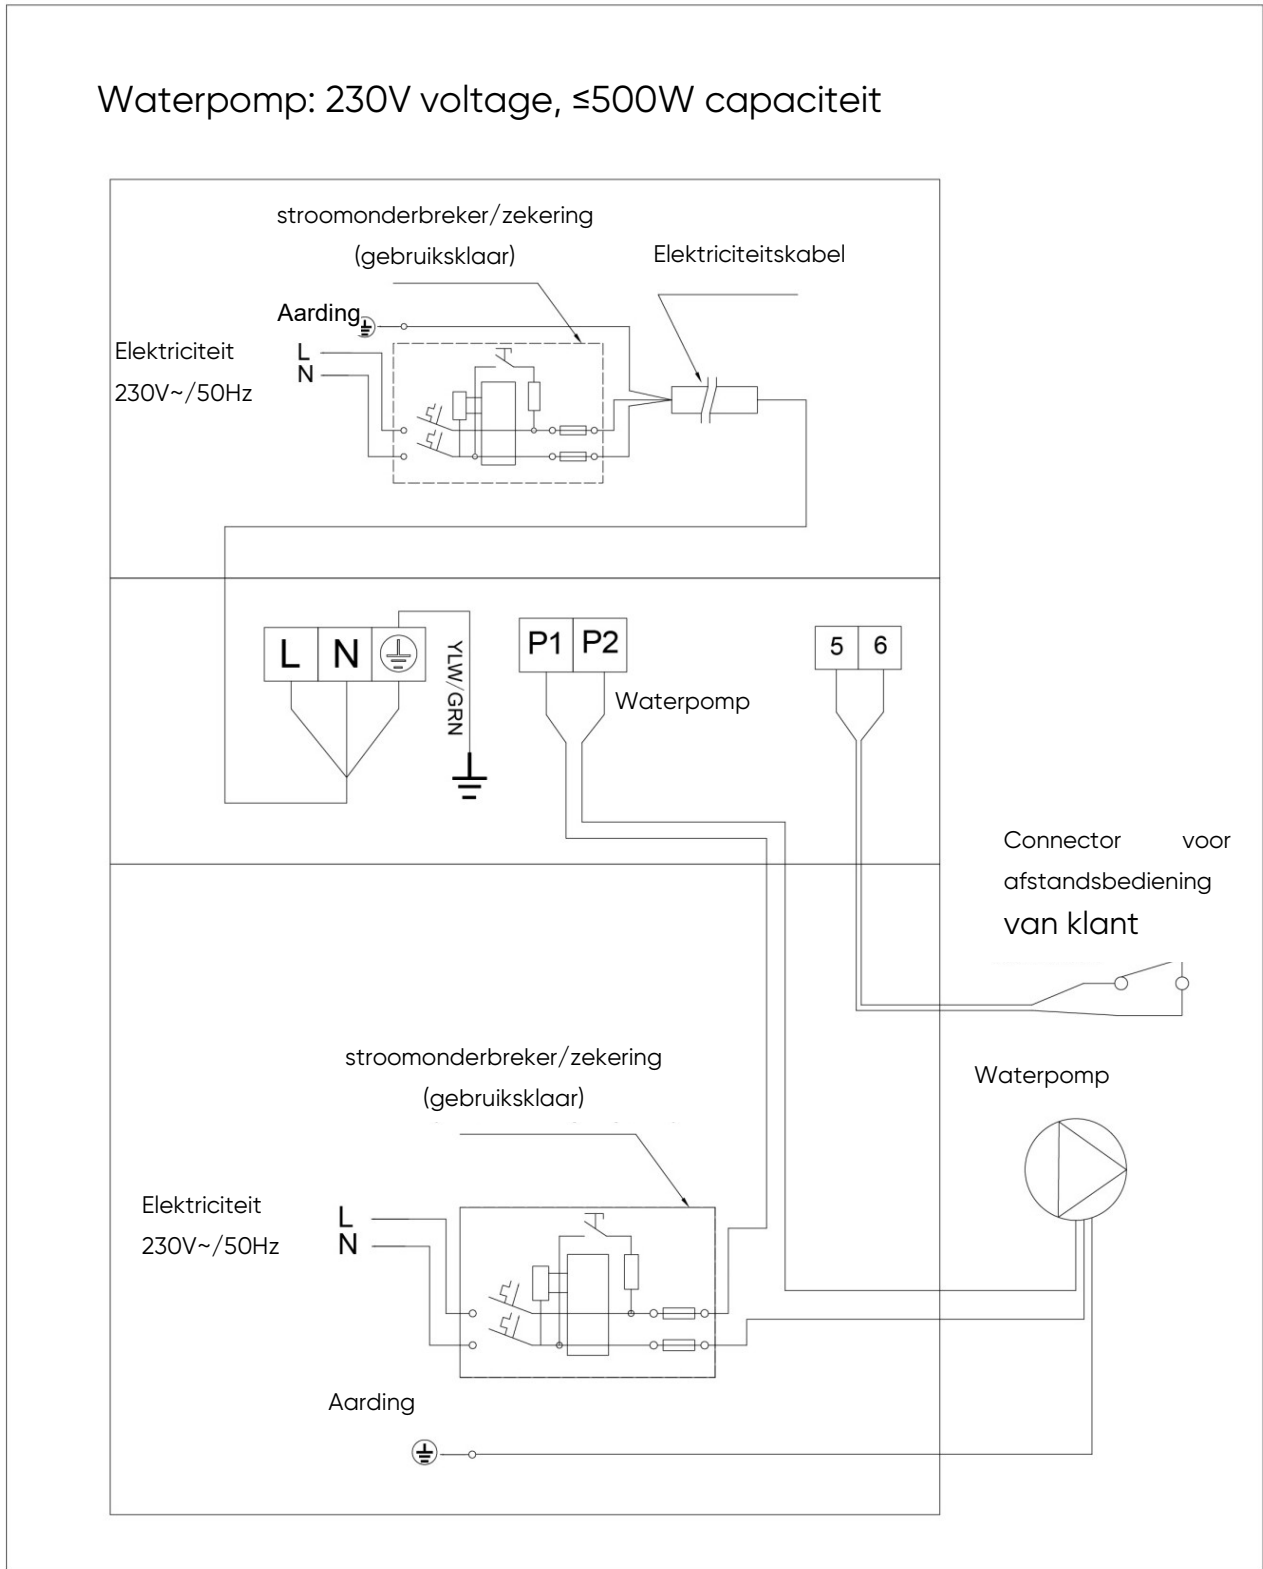 Waterpomp: 230V voltage, ≤500W capaciteit
stroomonderbreker/zekering
(gebruiksklaar)
Elektriciteitskabel
Aarding
Elektriciteit
230V~/50Hz
L
N
L N
YLW/GRN
P1 P2
Waterpomp
5 6
Connector voor
afstandsbediening
van klant
stroomonderbreker/zekering
(gebruiksklaar)
Waterpomp
Elektriciteit
230V~/50Hz
L
N
Aarding